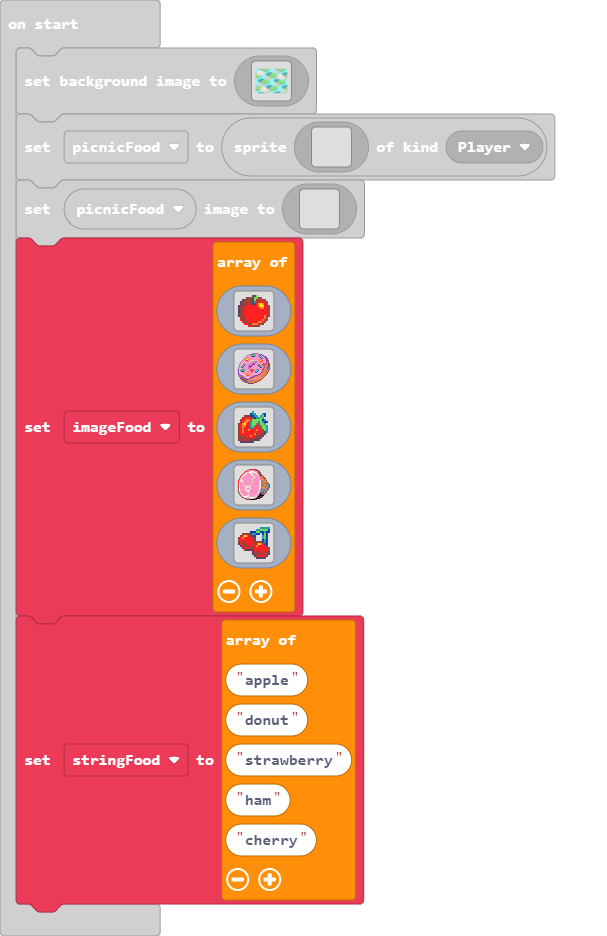 on start
set background image to
set picnicFood to sprite of kind Player
set picnicFood image to
array of
set imageFood to
array of
"apple"
"donut"
set stringFood to "strawberry"
"ham"
"cherry"